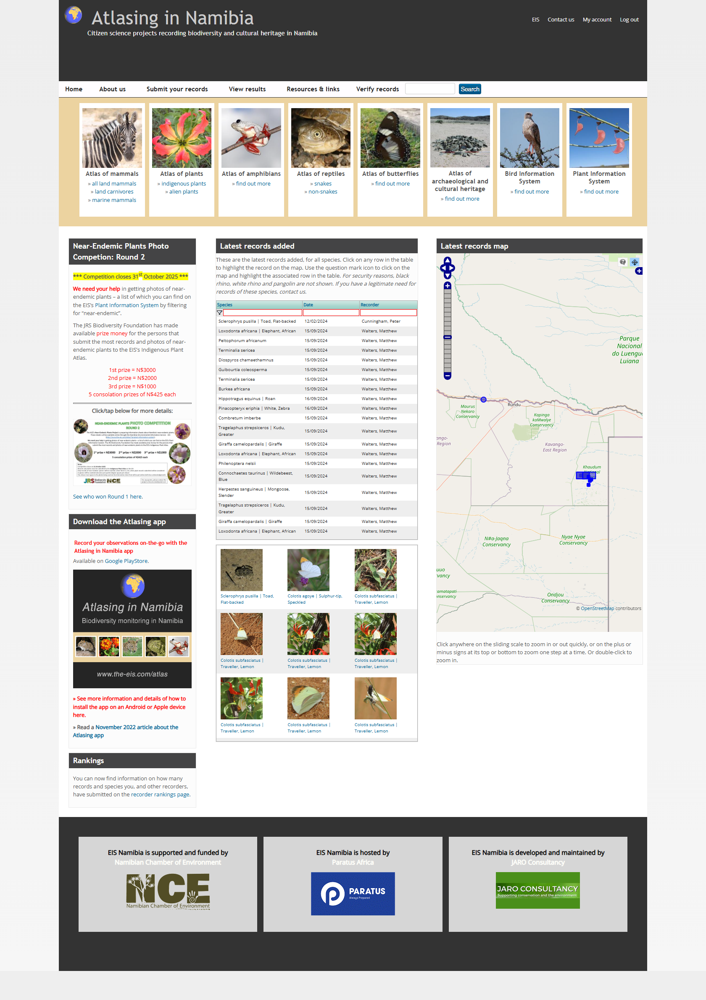 Atlasing in Namibia
Citizen science projects recording biodiversity and cultural heritage in Namibia
EIS Contact us My account Log out
Home About us Submit your records View results Resources & links Verify records Search
Atlas of mammals
» all land mammals
» land carnivores
» marine mammals
Atlas of plants
» indigenous plants
» alien plants
Atlas of amphibians
» find out more
Atlas of reptiles
» snakes
» non-snakes
Atlas of butterflies
» find out more
Atlas of
archaeological and
cultural heritage
» find out more
Bird Information
System
» find out more
Plant Information
System
» find out more
Near-Endemic Plants Photo
Competion: Round 2
*** Competition closes 31st October 2025 ***
We need your help in getting photos of near-
endemic plants – a list of which you can find on
the EIS's Plant Information System by filtering
for “near-endemic”.
The JRS Biodiversity Foundation has made
available prize money for the persons that
submit the most records and photos of near-
endemic plants to the EIS's Indigenous Plant
Atlas.
1st prize = N$3000
2nd prize = N$2000
3rd prize = N$1000
5 consolation prizes of N$425 each
Click/tap below for more details:
NEAR-ENDEMIC PLANTS PHOTO COMPETITION
ROUND 2
1st prize = N$3000 2nd prize = N$2000 3rd prize = N$1000
5 consolation prizes of N$425 each
JRS Biodiversity Foundation NCE
See who won Round 1 here.
Download the Atlasing app
Record your observations on-the-go with the
Atlasing in Namibia app
Available on Google PlayStore.
Atlasing in Namibia
Biodiversity monitoring in Namibia
www.the-eis.com/atlas
» See more information and details of how to
install the app on an Android or Apple device
here.
» Read a November 2022 article about the
Atlasing app
Rankings
You can now find information on how many
records and species you, and other recorders,
have submitted on the recorder rankings page.
Latest records added
These are the latest records added, for all species. Click on any row in the table
to highlight the record on the map. Use the question mark icon to click on the
map and highlight the associated row in the table. For security reasons, black
rhino, white rhino and pangolin are not shown. If you have a legitimate need for
records of these species, contact us.
Species Date Recorder
Sclerophrys pusilla | Toad, Flat-backed 12/02/2024 Cunningham, Peter
Loxodonta africana | Elephant, African 15/09/2024 Walters, Matthew
Peltophorum africanum 15/09/2024 Walters, Matthew
Terminalia sericea 15/09/2024 Walters, Matthew
Diospyros chamaethamnus 15/09/2024 Walters, Matthew
Guibourtia coleosperma 15/09/2024 Walters, Matthew
Terminalia sericea 15/09/2024 Walters, Matthew
Burkea africana 15/09/2024 Walters, Matthew
Hippotragus equinus | Roan 16/09/2024 Walters, Matthew
Pinacopteryx eriphia | White, Zebra 16/09/2024 Walters, Matthew
Combretum imberbe 15/09/2024 Walters, Matthew
Tragelaphus strepsiceros | Kudu,
Greater 15/09/2024 Walters, Matthew
Giraffa camelopardalis | Giraffe 15/09/2024 Walters, Matthew
Loxodonta africana | Elephant, African 15/09/2024 Walters, Matthew
Philenoptera nelsii 15/09/2024 Walters, Matthew
Connochaetes taurinus | Wildebeest,
Blue 15/09/2024 Walters, Matthew
Herpestes sanguineus | Mongoose,
Slender 15/09/2024 Walters, Matthew
Tragelaphus strepsiceros | Kudu,
Greater 15/09/2024 Walters, Matthew
Giraffa camelopardalis | Giraffe 15/09/2024 Walters, Matthew
Loxodonta africana | Elephant, African 15/09/2024 Walters, Matthew
Sclerophrys pusilla | Toad,
Flat-backed
Colotis agoye | Sulphur-tip,
Speckled
Colotis subfasciatus |
Traveller, Lemon
Colotis subfasciatus |
Traveller, Lemon
Colotis subfasciatus |
Traveller, Lemon
Colotis subfasciatus |
Traveller, Lemon
Colotis subfasciatus |
Traveller, Lemon
Colotis subfasciatus |
Traveller, Lemon
Colotis subfasciatus |
Traveller, Lemon
Latest records map
Parque
Nacional
do Luengu
Luiana
Rundu
Maurus
Nekaro
Conservancy
Kapinga
kaMwalye
Conservancy
ango-
Region
Kavango-
East Region
Khaudum
National
N#a-Jaqna
Conservancy
Nyae Nyae
Conservancy
uuo
vancy
amatapati
nservancy
Ondjou
Conservancy
© OpenStreetMap contributors
Click anywhere on the sliding scale to zoom in or out quickly, or on the plus or
minus signs at its top or bottom to zoom one step at a time. Or double-click to
zoom in.
EIS Namibia is supported and funded by
Namibian Chamber of Environment
NCE
Namibian Chamber of Environment
EIS Namibia is hosted by
Paratus Africa
PARATUS
Always Prepared
EIS Namibia is developed and maintained by
JARO Consultancy
JARO CONSULTANCY
Supporting conservation and the environment